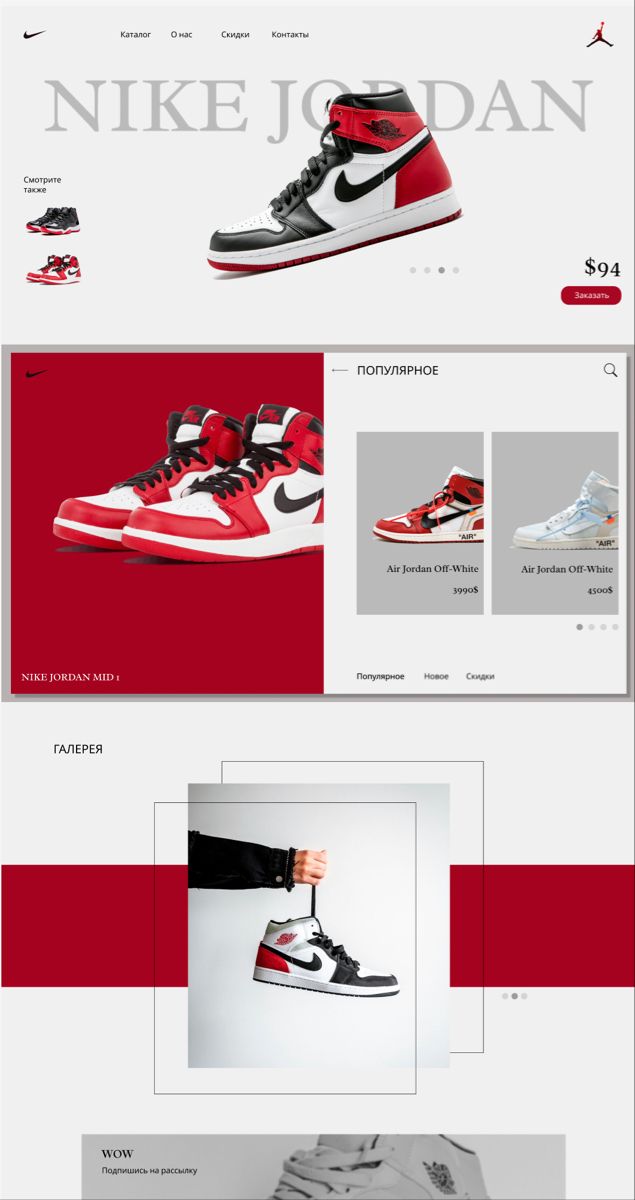 Каталог О нас Скидки Контакты
NIKE JORDAN
Смотрите
также
$94
Заказать
ПОПУЛЯРНОЕ
"AIR"
"AIR"
Air Jordan Off-White
3990$
Air Jordan Off-White
4500$
NIKE JORDAN MID 1
Популярное Новое Скидки
ГАЛЕРЕЯ
WOW
Подпишись на рассылку